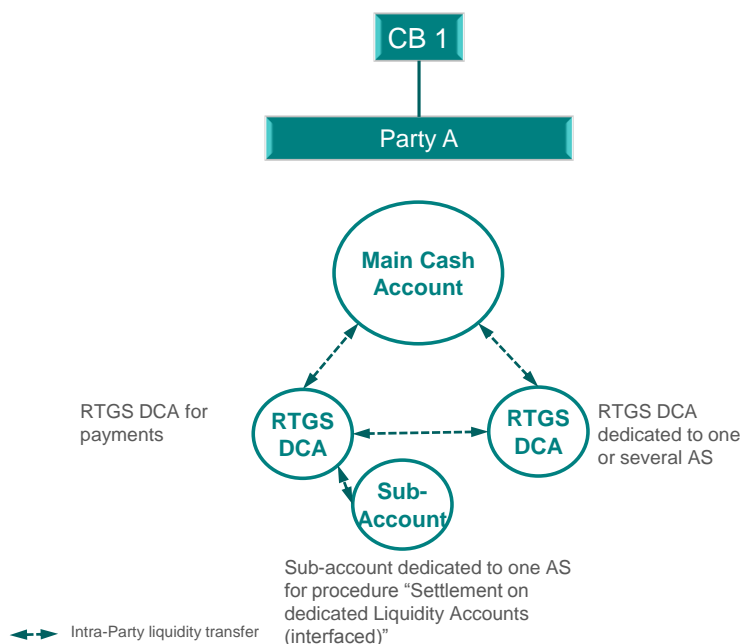 CB 1
Party A
Main Cash
Account
RTGS DCA for
payments
RTGS
DCA
RTGS
DCA
RTGS DCA
dedicated to one
or several AS
Sub-
Account
Sub-account dedicated to one AS
for procedure “Settlement on
dedicated Liquidity Accounts
(interfaced)”
Intra-Party liquidity transfer